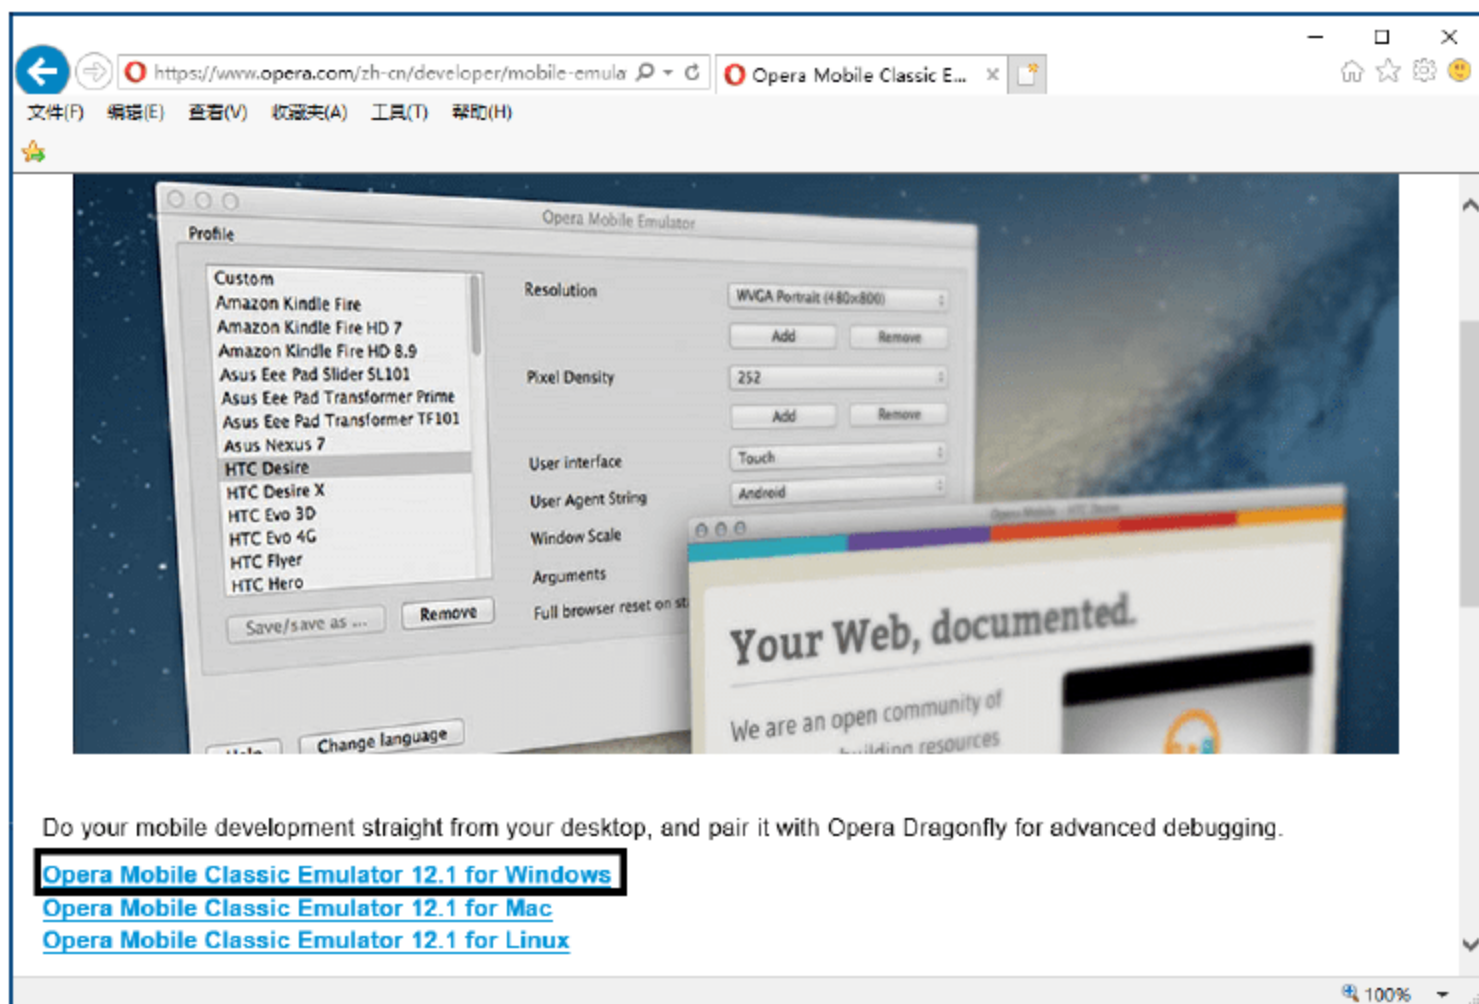 https://www.opera.com/zh-cn/developer/mobile-emula
Opera Mobile Classic E...
文件(F) 编辑(E) 查看(V) 收藏夹(A) 工具(T) 帮助(H)
Opera Mobile Emulator
Profile
Custom
Amazon Kindle Fire
Amazon Kindle Fire HD 7
Amazon Kindle Fire HD 8.9
Asus Eee Pad Slider SL101
Asus Eee Pad Transformer Prime
Asus Eee Pad Transformer TF101
Asus Nexus 7
HTC Desire
HTC Desire X
HTC Evo 3D
HTC Evo 4G
HTC Flyer
HTC Hero
Save/save as ...
Remove
Help
Change language
Resolution
WVGA Portrait (480x800)
Add Remove
Pixel Density
252
Add Remove
User interface
Touch
User Agent String
Android
Window Scale
Arguments
Full browser reset on st
Opera Mobile - HTC Desire
Your Web, documented.
We are an open community of
building resources
Do your mobile development straight from your desktop, and pair it with Opera Dragonfly for advanced debugging.
Opera Mobile Classic Emulator 12.1 for Windows
Opera Mobile Classic Emulator 12.1 for Mac
Opera Mobile Classic Emulator 12.1 for Linux
100%